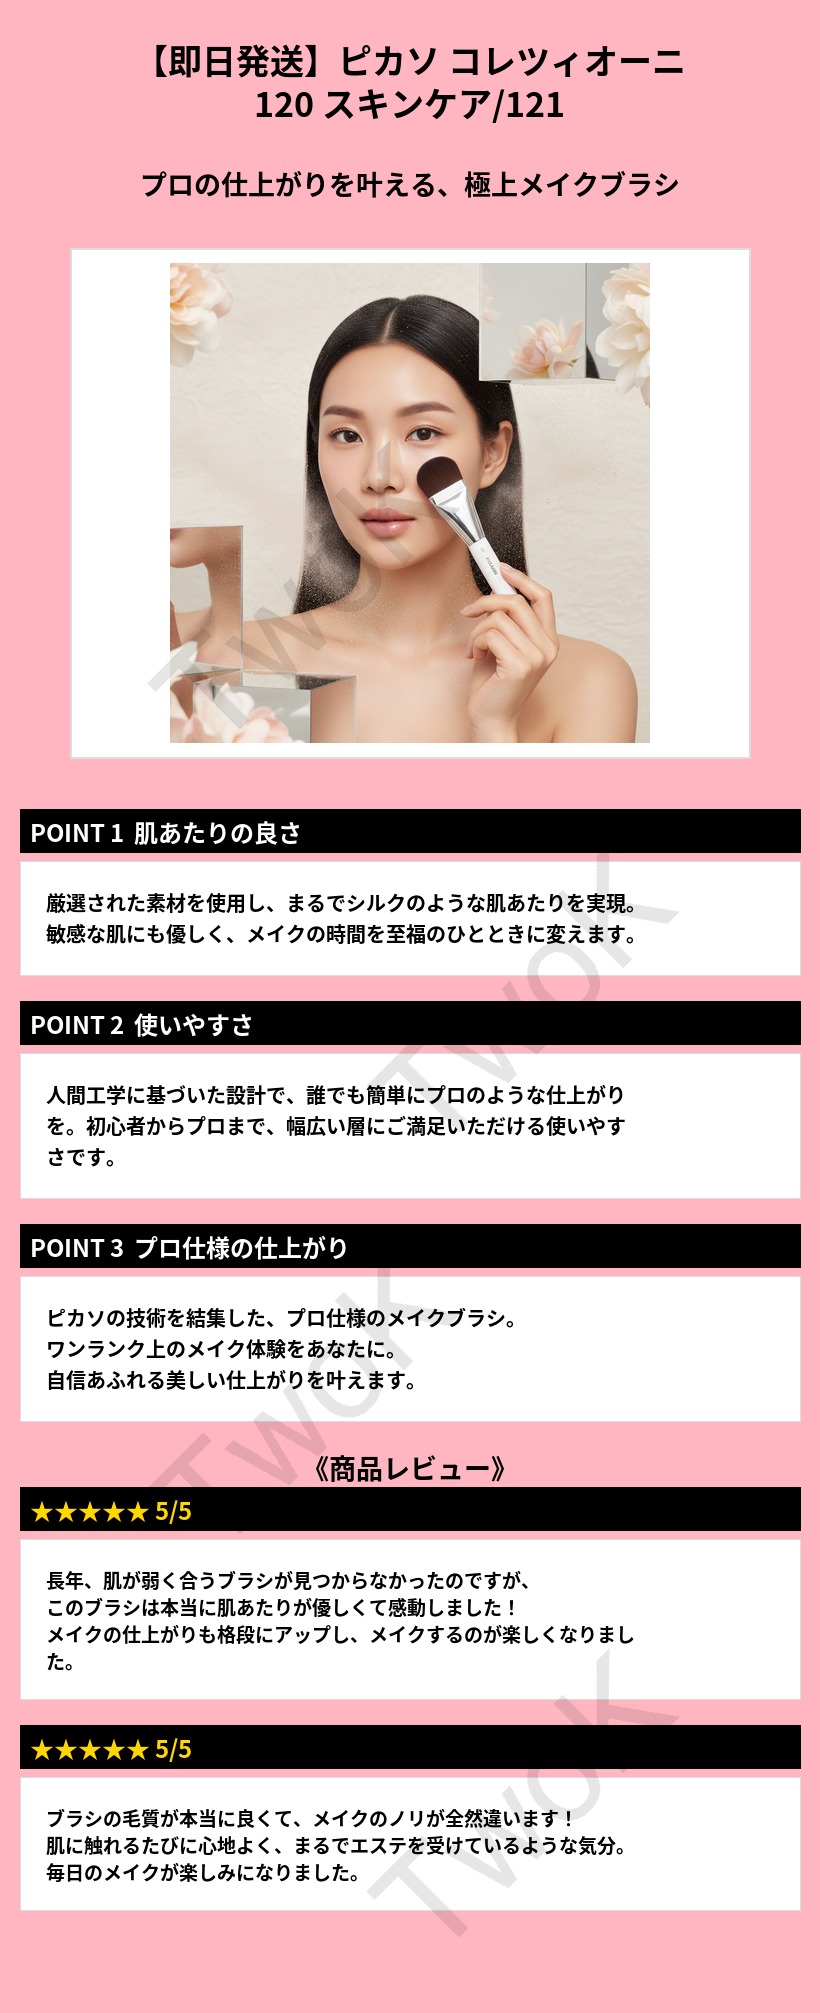 【即日発送】ピカソ コレツィオーニ
120 スキンケア/121
プロの仕上がりを叶える、極上メイクブラシ
TwoK
POINT 1 肌あたりの良さ
厳選された素材を使用し、まるでシルクのような肌あたりを実現。
敏感な肌にも優しく、メイクの時間を至福のひとときに変えます。
TwoK
POINT 2 使いやすさ
人間工学に基づいた設計で、誰でも簡単にプロのような仕上がり
を。初心者からプロまで、幅広い層にご満足いただける使いやす
さです。
POINT 3 プロ仕様の仕上がり
ピカソの技術を結集した、プロ仕様のメイクブラシ。
ワンランク上のメイク体験をあなたに。
自信あふれる美しい仕上がりを叶えます。
TwoK
《商品レビュー》
★★★★★ 5/5
長年、肌が弱く合うブラシが見つからなかったのですが、
このブラシは本当に肌あたりが優しくて感動しました！
メイクの仕上がりも格段にアップし、メイクするのが楽しくなりまし
た。
★★★★★ 5/5
ブラシの毛質が本当に良くて、メイクのノリが全然違います！
肌に触れるたびに心地よく、まるでエステを受けているような気分。
毎日のメイクが楽しみになりました。
TwoK